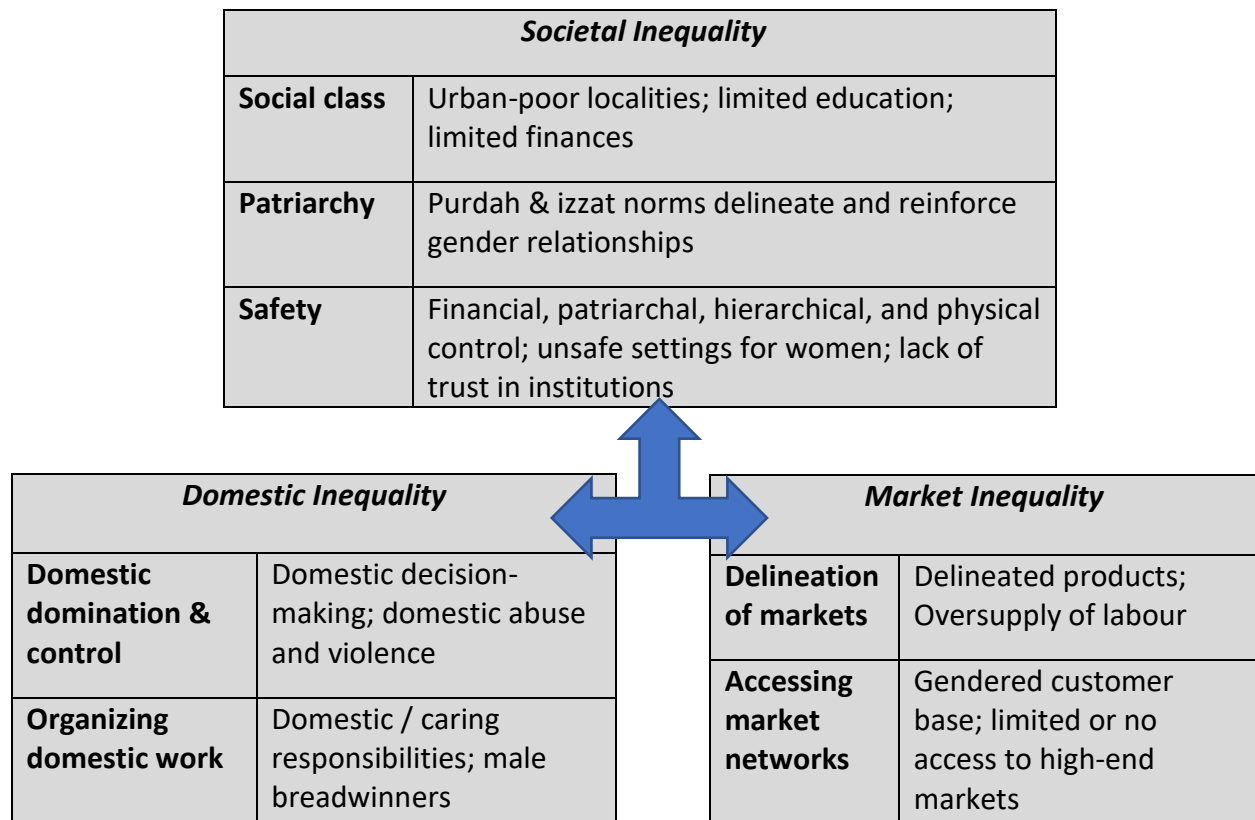 Societal Inequality
Social class
Urban-poor localities; limited education;
limited finances
Patriarchy
Purdah & izzat norms delineate and reinforce
gender relationships
Safety
Financial, patriarchal, hierarchical, and physical
control; unsafe settings for women; lack of
trust in institutions
Domestic Inequality
Domestic
domination &
control
Domestic decision-
making; domestic abuse
and violence
Organizing
domestic work
Domestic / caring
responsibilities; male
breadwinners
Market Inequality
Delineation
of markets
Delineated products;
Oversupply of labour
Accessing
market
networks
Gendered customer
base; limited or no
access to high-end
markets